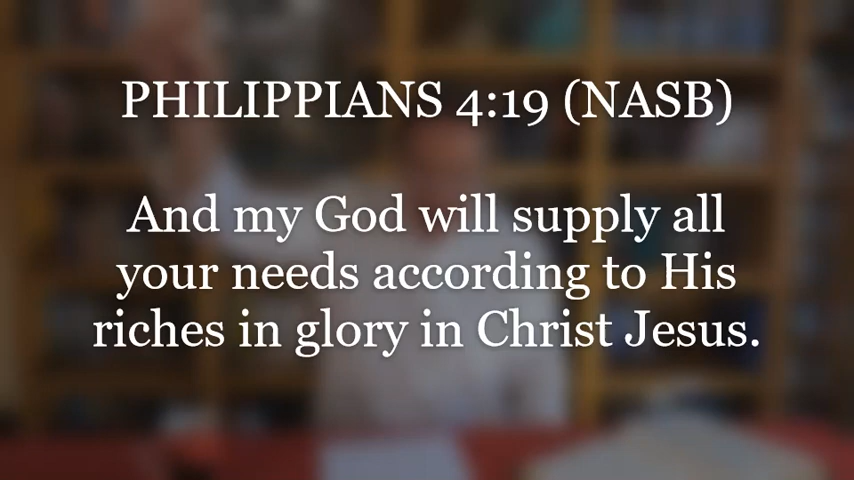 PHILIPPIANS 4:19 (NASB)
And my God will supply all
your needs according to His
riches in glory in Christ Jesus.